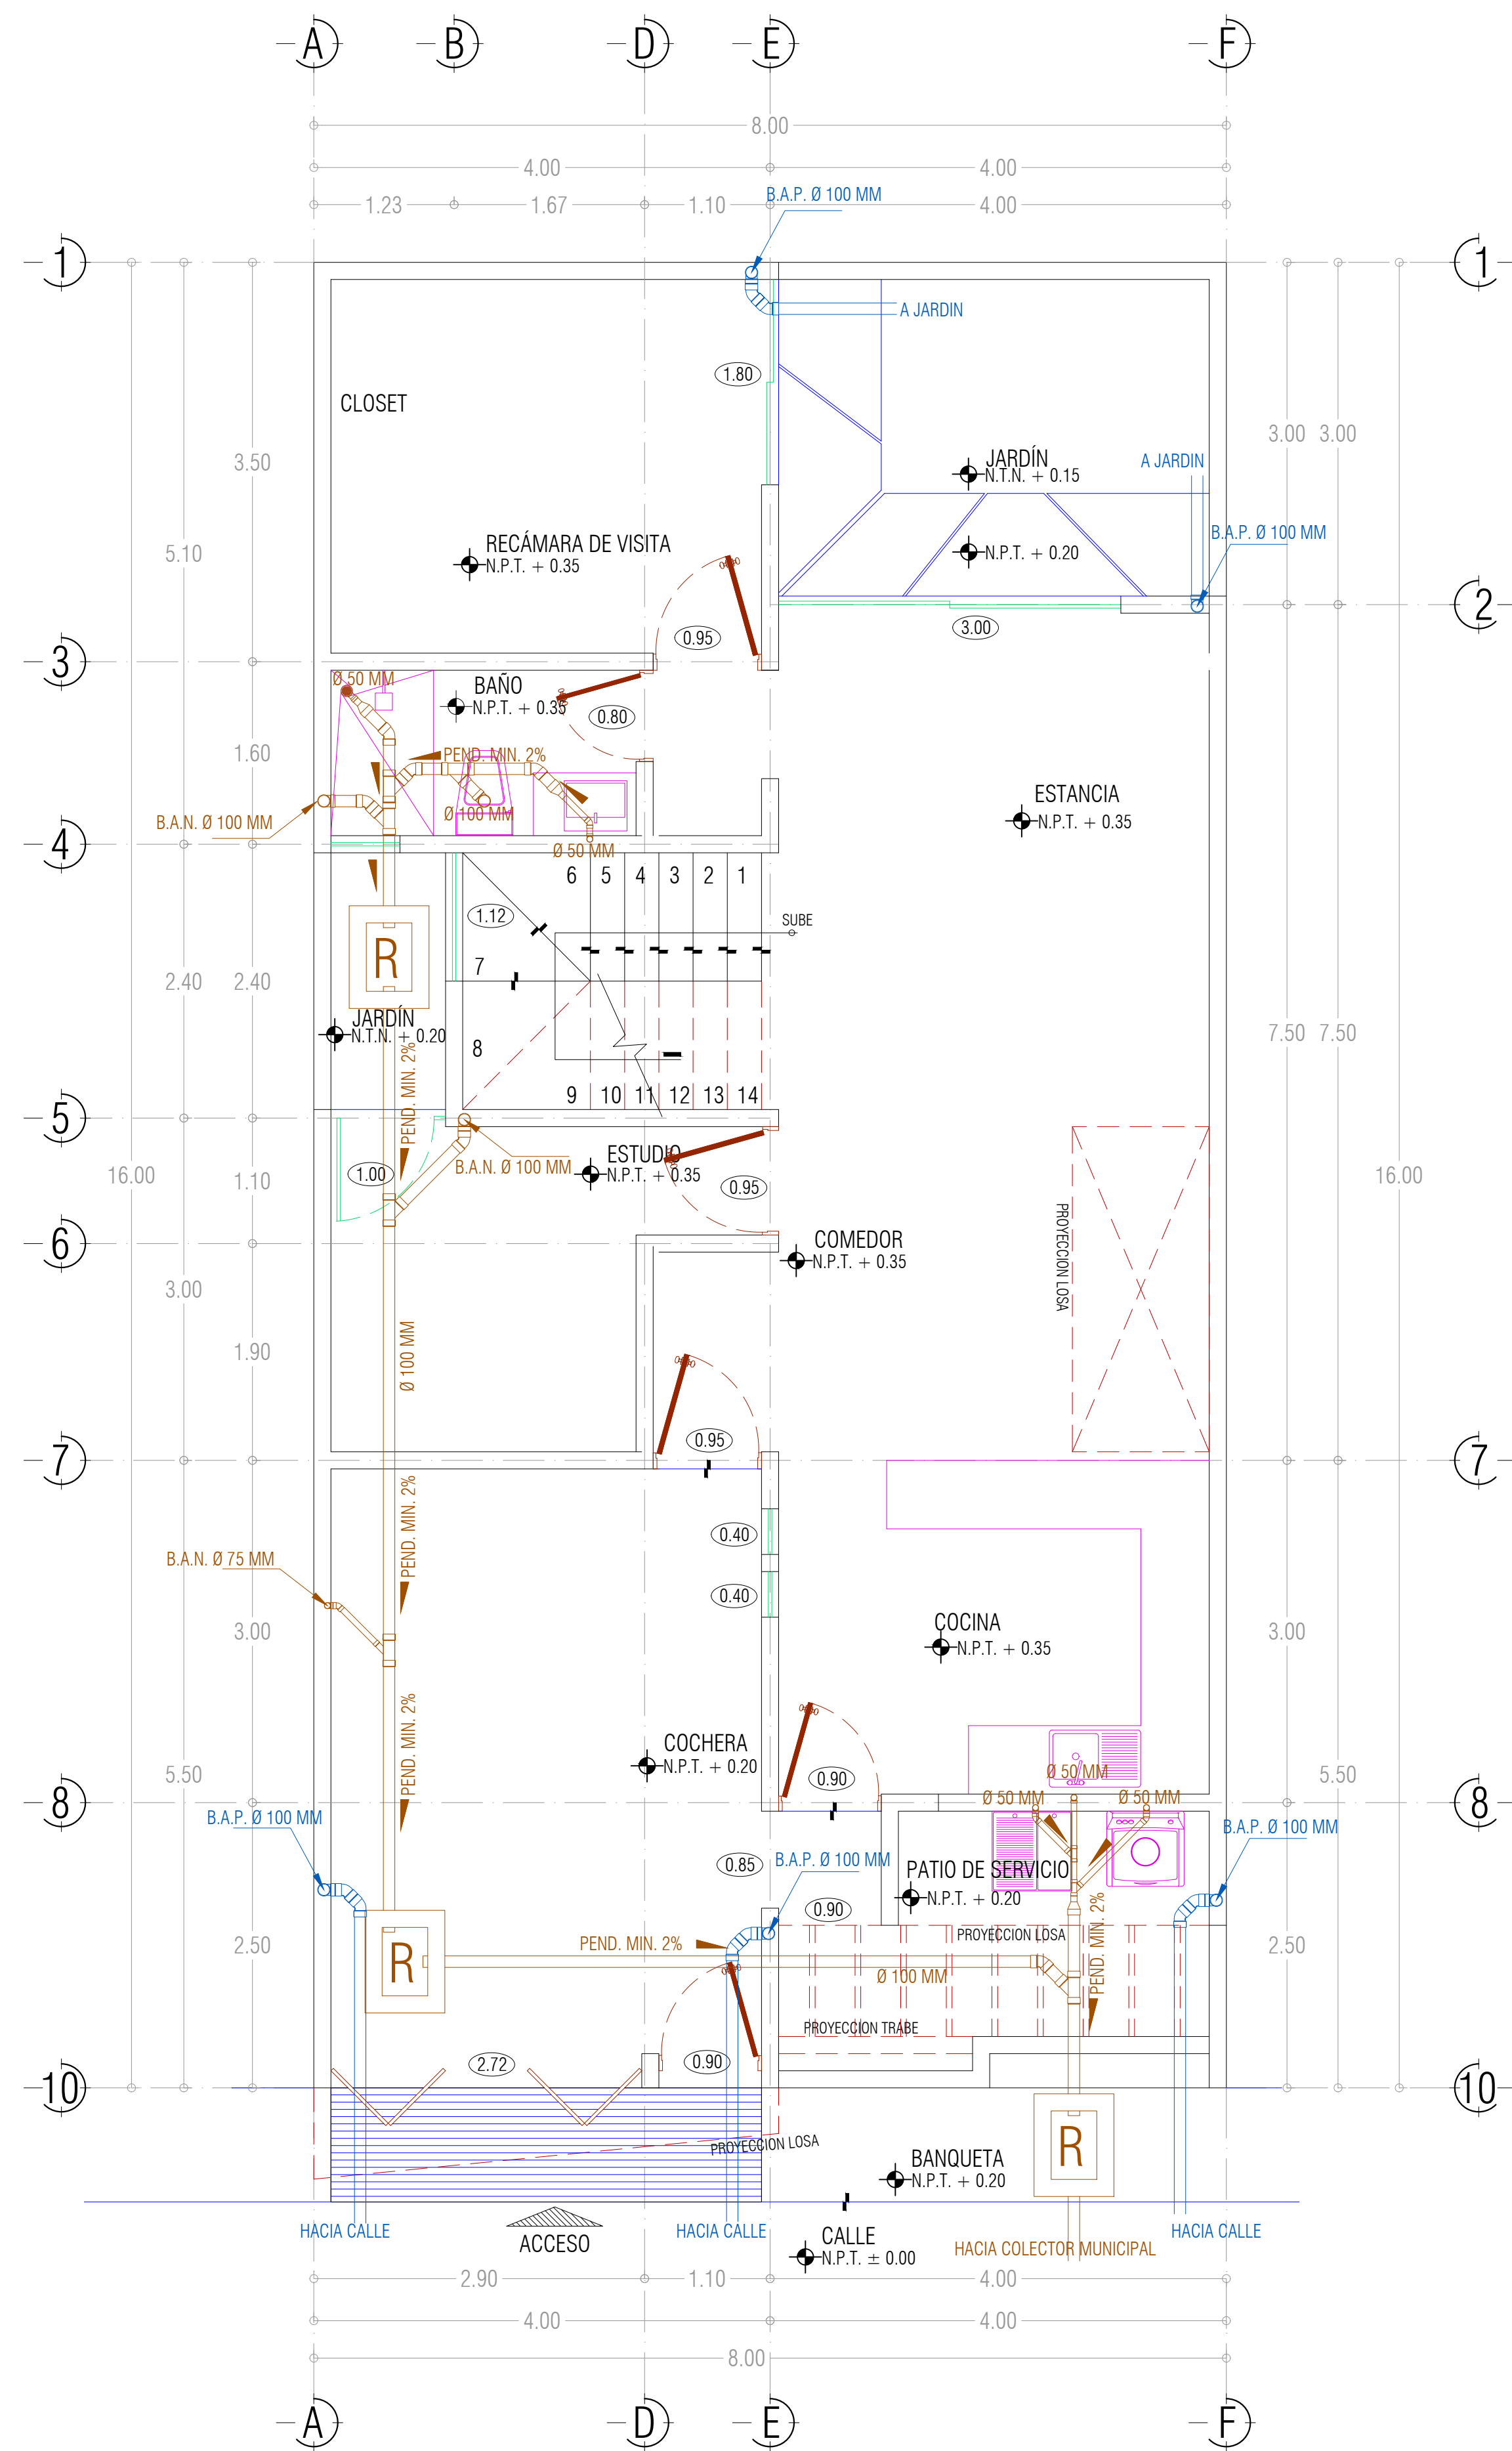 A B D E F
8.00
4.00 4.00
B.A.P. Ø 100 MM
1.23 1.67 1.10 4.00
1 1
A JARDIN
1.80
CLOSET
3.50 3.00 3.00
JARDÍN
N.T.N. + 0.15
A JARDIN
B.A.P. Ø 100 MM
RECÁMARA DE VISITA
N.P.T. + 0.35
N.P.T. + 0.20
5.10
2
3.00
0.95
3
Ø 50 MM
BAÑO
N.P.T. + 0.35
0.80
1.60
PEND. MIN. 2%
ESTANCIA
N.P.T. + 0.35
Ø 100 MM
B.A.N. Ø 100 MM
4
Ø 50 MM
6 5 4 3 2 1
1.12
SUBE
R
7
2.40 2.40
JARDÍN
N.T.N. + 0.20
7.50 7.50
8
PEND. MIN. 2%
9 10 11 12 13 14
5
ESTUDIO
N.P.T. + 0.35
B.A.N. Ø 100 MM
1.00
0.95
16.00 1.10 16.00
6
COMEDOR
N.P.T. + 0.35
PROYECCION LOSA
3.00
1.90
Ø 100 MM
0.95
7 7
PEND. MIN. 2%
0.40
B.A.N. Ø 75 MM
0.40
3.00 3.00
COCINA
N.P.T. + 0.35
PEND. MIN. 2%
COCHERA
N.P.T. + 0.20
5.50 5.50
0.90
Ø 50 MM
Ø 50 MM
Ø 50 MM
8 8
B.A.P. Ø 100 MM
B.A.P. Ø 100 MM
0.85
B.A.P. Ø 100 MM
PATIO DE SERVICIO
N.P.T. + 0.20
0.90
PEND. MIN. 2%
PROYECCION LOSA
2.50 2.50
PEND. MIN. 2%
R
Ø 100 MM
PROYECCION TRABE
2.72
0.90
10 10
PROYECCION LOSA
R
BANQUETA
N.P.T. + 0.20
HACIA CALLE HACIA CALLE HACIA CALLE
ACCESO
CALLE
N.P.T. ± 0.00
HACIA COLECTOR MUNICIPAL
2.90 1.10 4.00
4.00 4.00
8.00
A D E F